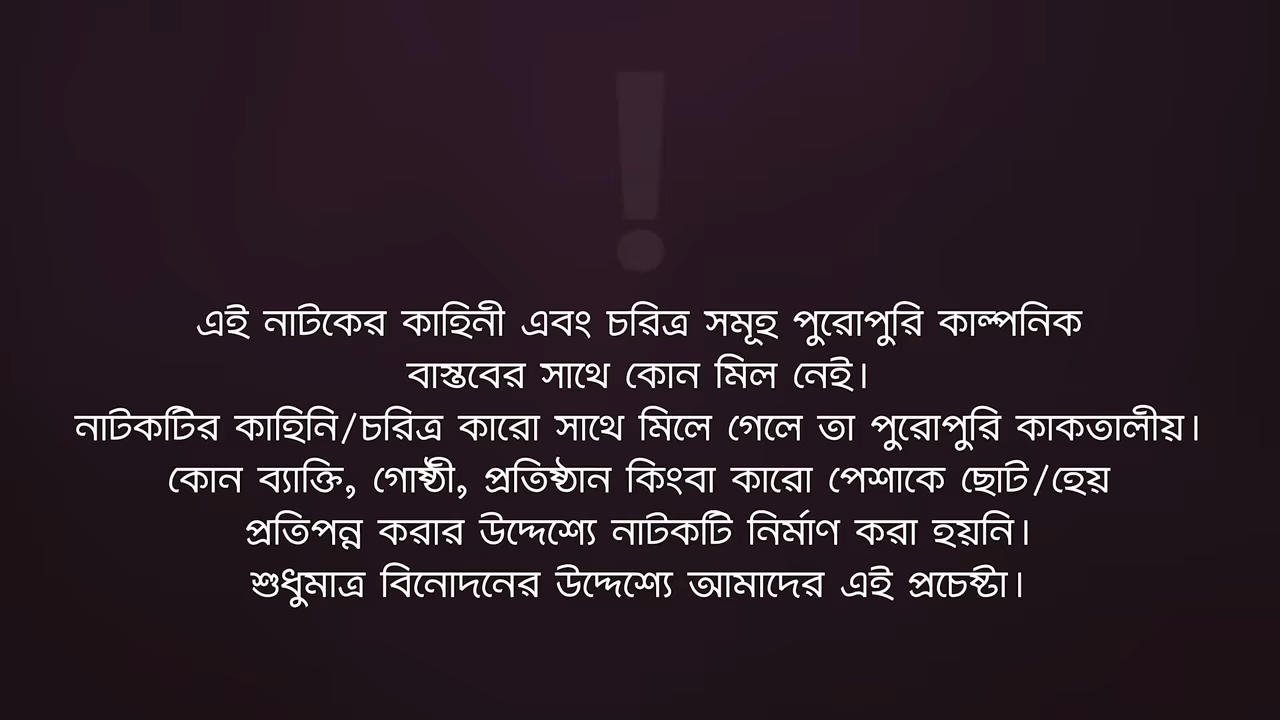 এই নাটকের কাহিনী এবং চরিত্র সমূহ পুরোপুরি কাল্পনিক
বাস্তবের সাথে কোন মিল নেই।
নাটকটির কাহিনি/চরিত্র কারো সাথে মিলে গেলে তা পুরোপুরি কাকতালীয়।
কোন ব্যাক্তি, গোষ্ঠী, প্রতিষ্ঠান কিংবা কারো পেশাকে ছোট/হেয়
প্রতিপন্ন করার উদ্দেশ্যে নাটকটি নির্মাণ করা হয়নি।
শুধুমাত্র বিনোদনের উদ্দেশ্যে আমাদের এই প্রচেষ্টা।